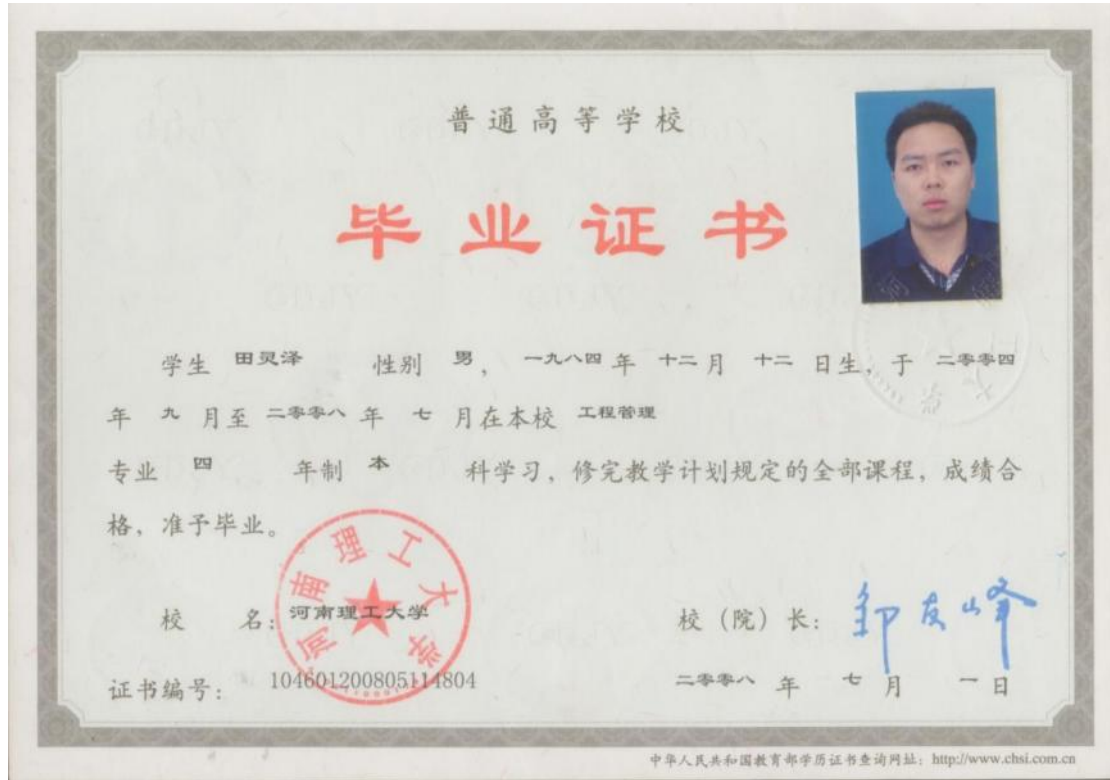 普通高等学校
毕业证书
学生 田灵泽 性别 男， 一九八四 年 十二 月 十二 日生，于 二零零四
年 九 月至 二零零八 年 七 月在本校 工程管理
专业 四 年制 本 科学习，修完教学计划规定的全部课程，成绩合
格，准予毕业。
河南理工大学
校 名：河南理工大学 校（院）长：邹友峰
证书编号：104601200805114804 二零零八 年 七 月 一 日
中华人民共和国教育部学历证书查询网址：http://www.chsi.com.cn